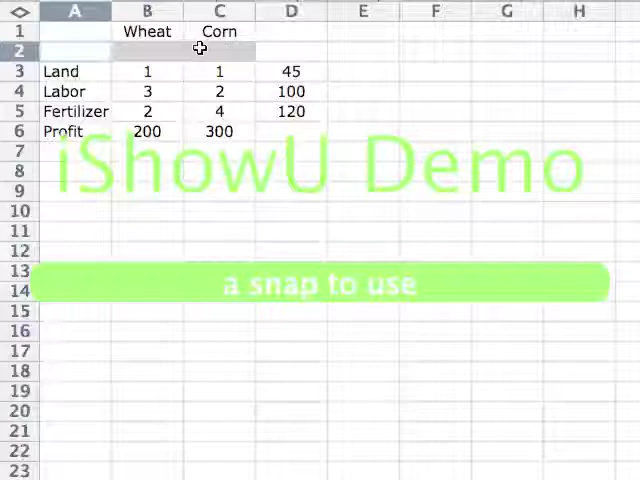 A B C D E F G H
1 Wheat Corn
2
3 Land 1 1 45
4 Labor 3 2 100
5 Fertilizer 2 4 120
6 Profit 200 300
7
8
9
iShowU Demo
10
11
12
13
14
a snap to use
15
16
17
18
19
20
21
22
23